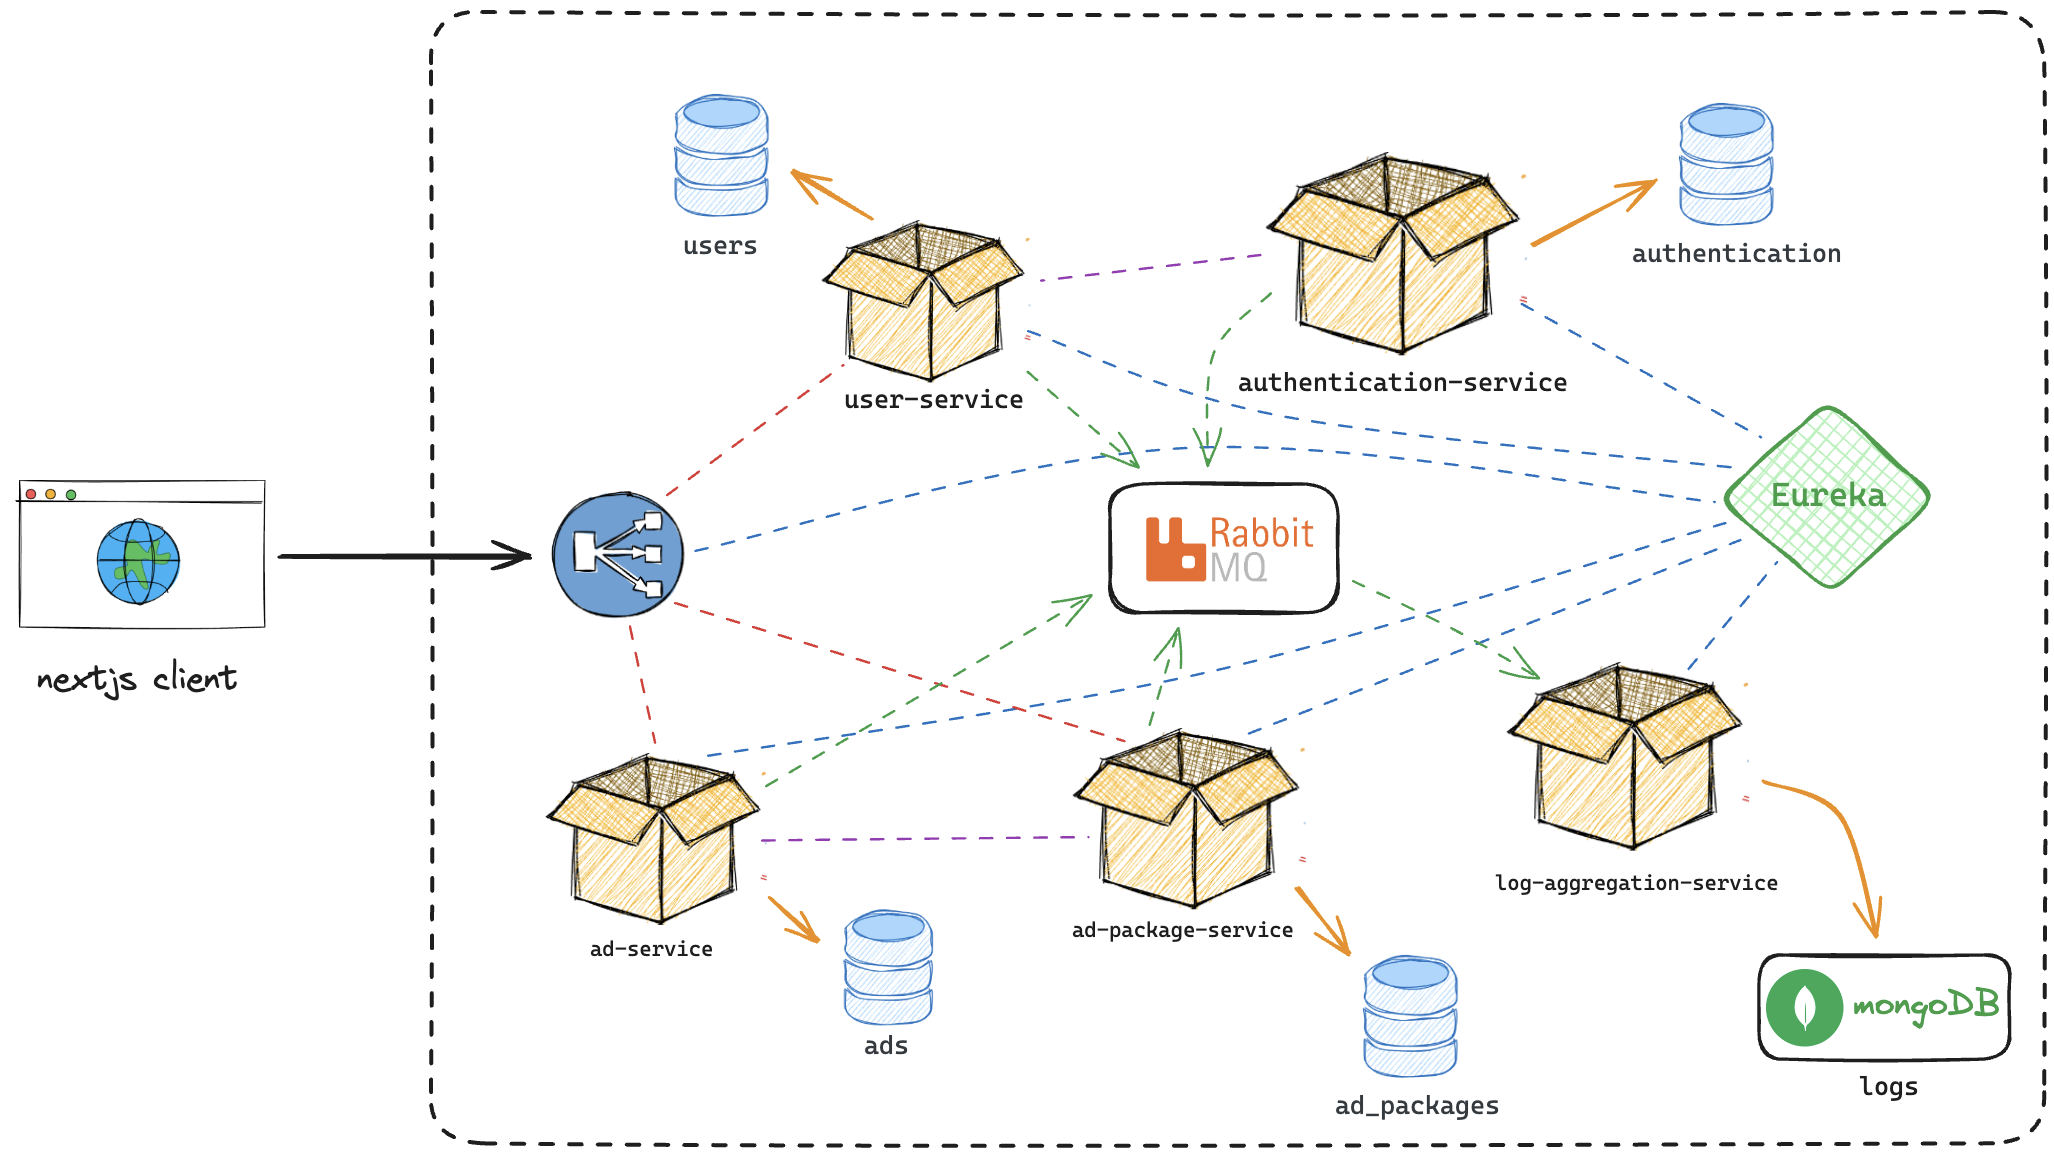 users
authentication
user-service
authentication-service
Eureka
Rabbit
MQ
nextjs client
log-aggregation-service
ad-service
ad-package-service
mongoDB
ads
logs
ad_packages